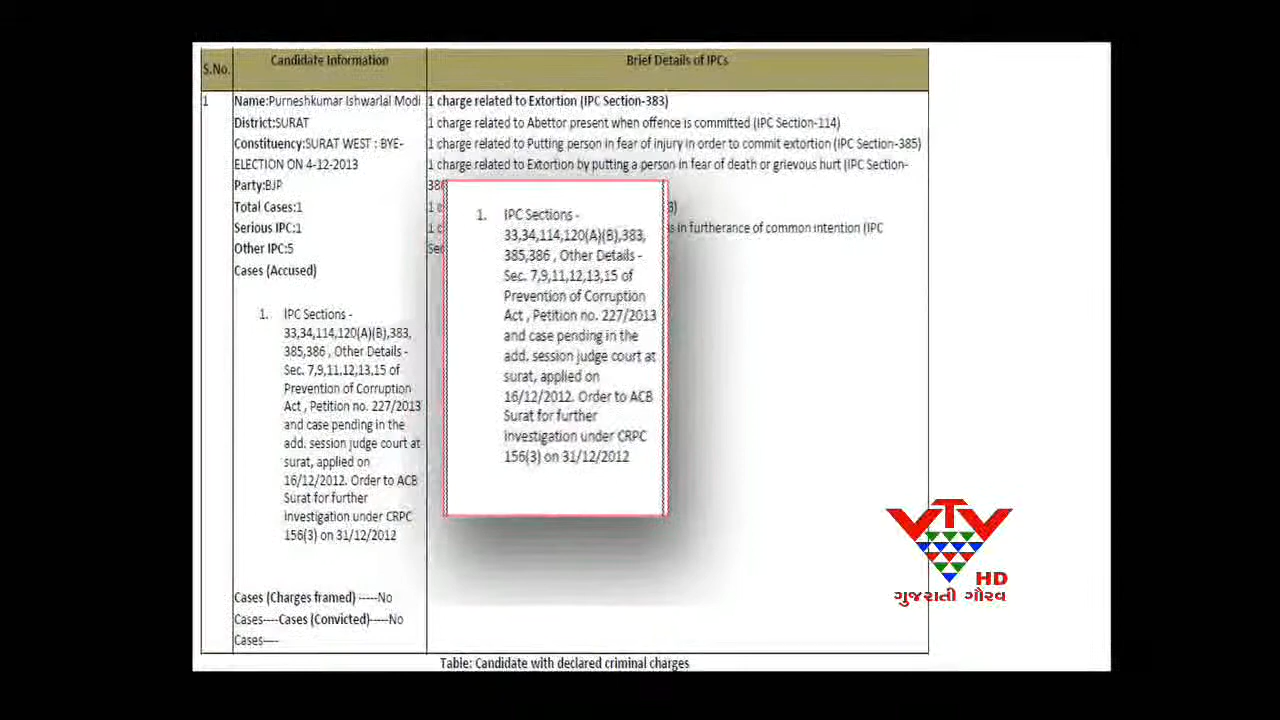 S.No.
Candidate Information
Brief Details of IPCs
1
Name:Purneshkumar Ishwarlal Modi
District:SURAT
Constituency:SURAT WEST : BYE-
ELECTION ON 4-12-2013
Party:BJP
Total Cases:1
Serious IPC:1
Other IPC:5
Cases (Accused)
1. IPC Sections -
33,34,114,120(A)(B),383,
385,386 , Other Details -
Sec. 7,9,11,12,13,15 of
Prevention of Corruption
Act , Petition no. 227/2013
and case pending in the
add. session judge court at
surat, applied on
16/12/2012. Order to ACB
Surat for further
investigation under CRPC
156(3) on 31/12/2012
Cases (Charges framed) -----No
Cases----Cases (Convicted)-----No
Cases----
1 charge related to Extortion (IPC Section-383)
1 charge related to Abettor present when offence is committed (IPC Section-114)
1 charge related to Putting person in fear of injury in order to commit extortion (IPC Section-385)
1 charge related to Extortion by putting a person in fear of death or grievous hurt (IPC Section-
in furtherance of common intention (IPC
1. IPC Sections -
33,34,114,120(A)(B),383,
385,386 , Other Details -
Sec. 7,9,11,12,13,15 of
Prevention of Corruption
Act , Petition no. 227/2013
and case pending in the
add. session judge court at
surat, applied on
16/12/2012. Order to ACB
Surat for further
investigation under CRPC
156(3) on 31/12/2012
VTV
HD
ગુજરાતી ગૌરવ
Table: Candidate with declared criminal charges